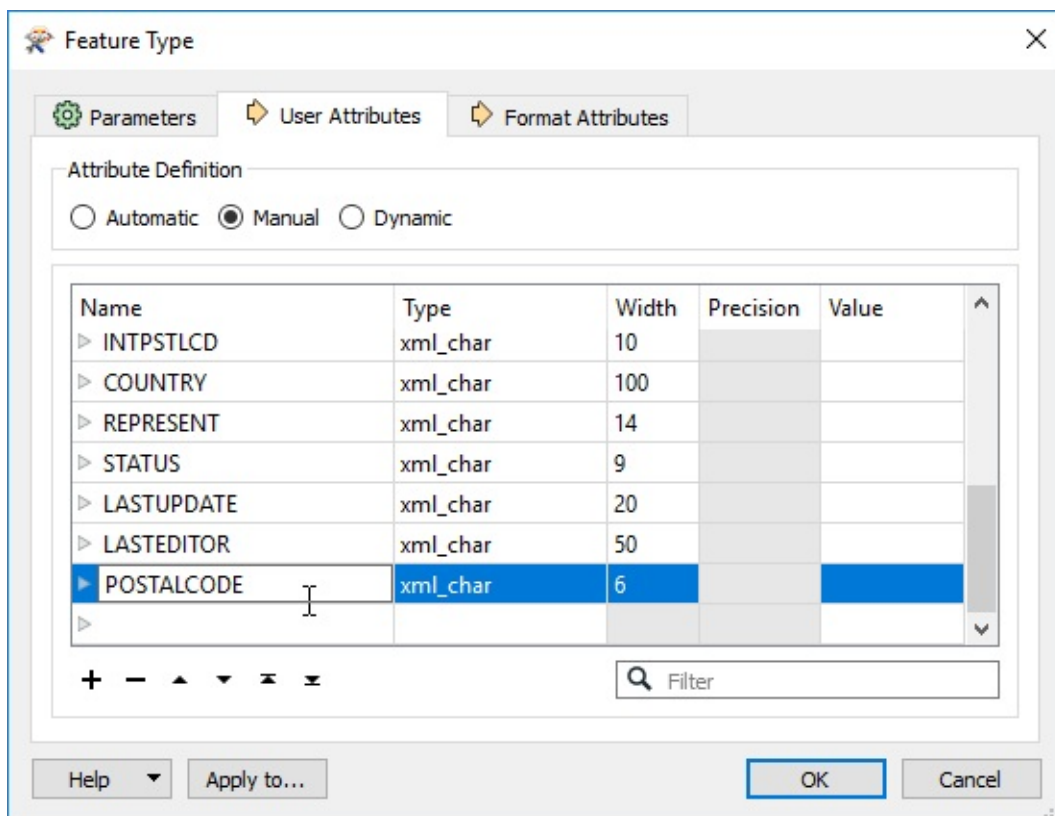 Feature Type
Parameters User Attributes Format Attributes
Attribute Definition
Automatic Manual Dynamic
Name Type Width Precision Value
INTPSTLCD xml_char 10
COUNTRY xml_char 100
REPRESENT xml_char 14
STATUS xml_char 9
LASTUPDATE xml_char 20
LASTEDITOR xml_char 50
POSTALCODE xml_char 6
Filter
Help Apply to... OK Cancel